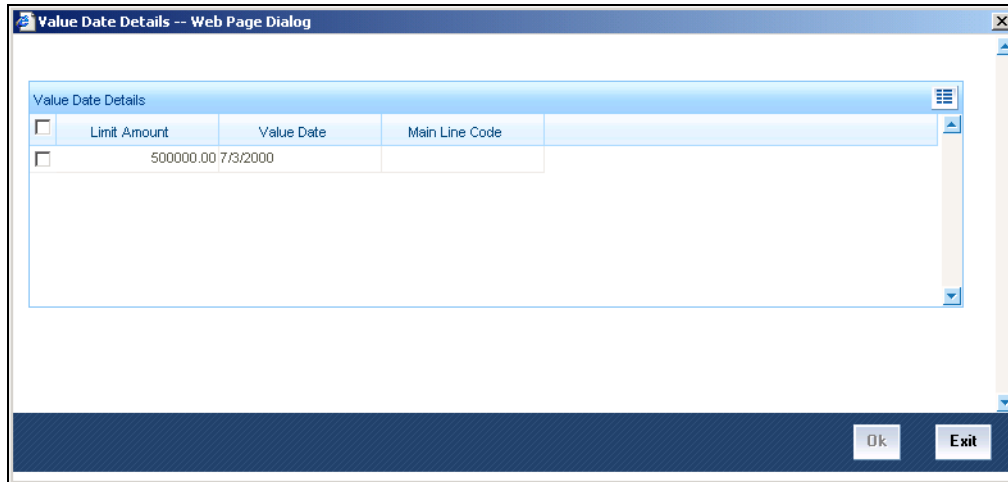 Value Date Details -- Web Page Dialog
Value Date Details
Limit Amount Value Date Main Line Code
500000.00 7/3/2000
Ok Exit